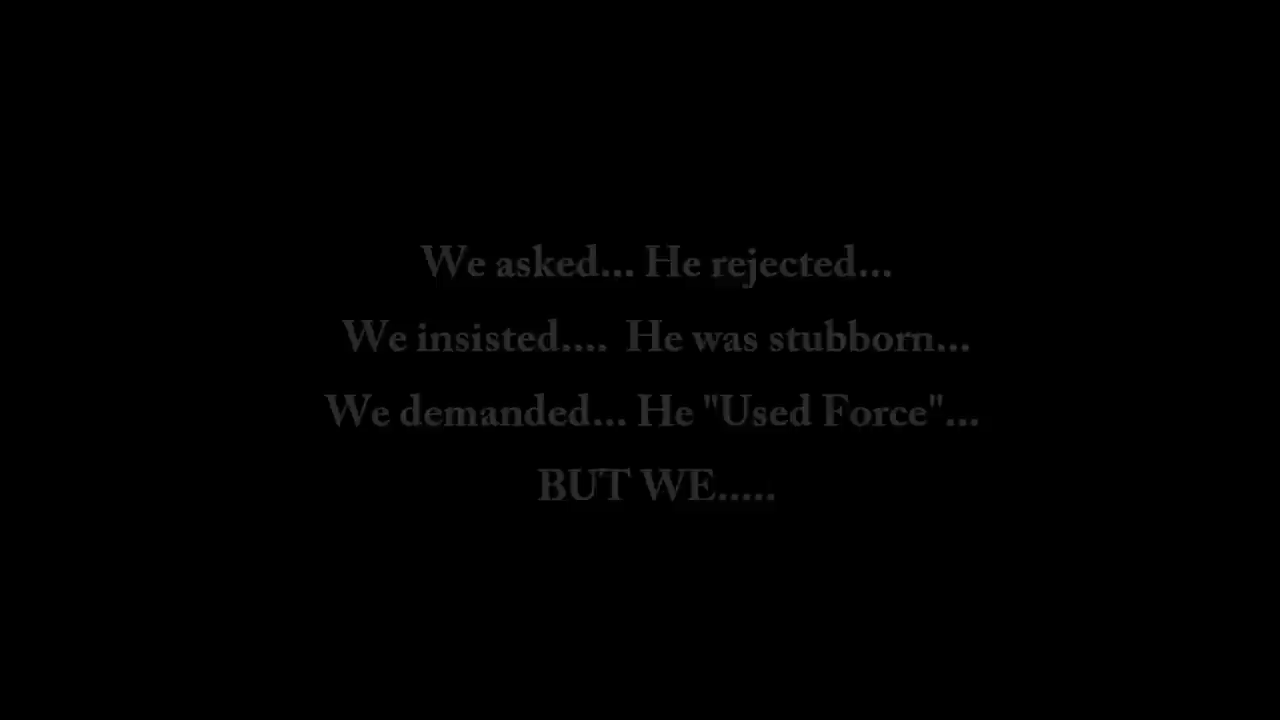 We asked... He rejected...
We insisted.... He was stubborn...
We demanded... He "Used Force"...
BUT WE.....